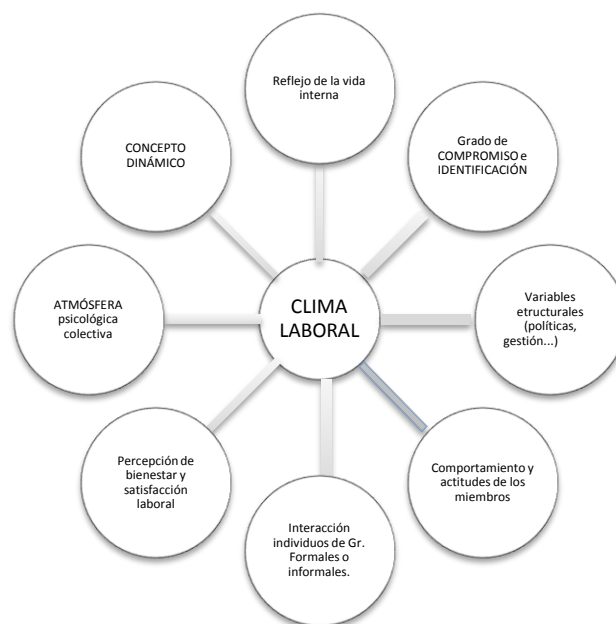 Reflejo de la vida
interna
Grado de
COMPROMISO e
IDENTIFICACIÓN
Variables
etructurales
(políticas,
gestión...)
Comportamiento y
actitudes de los
miembros
Interacción
individuos de Gr.
Formales o
informales.
Percepción de
bienestar y
satisfacción
laboral
ATMÓSFERA
psicológica
colectiva
CONCEPTO
DINÁMICO
CLIMA
LABORAL